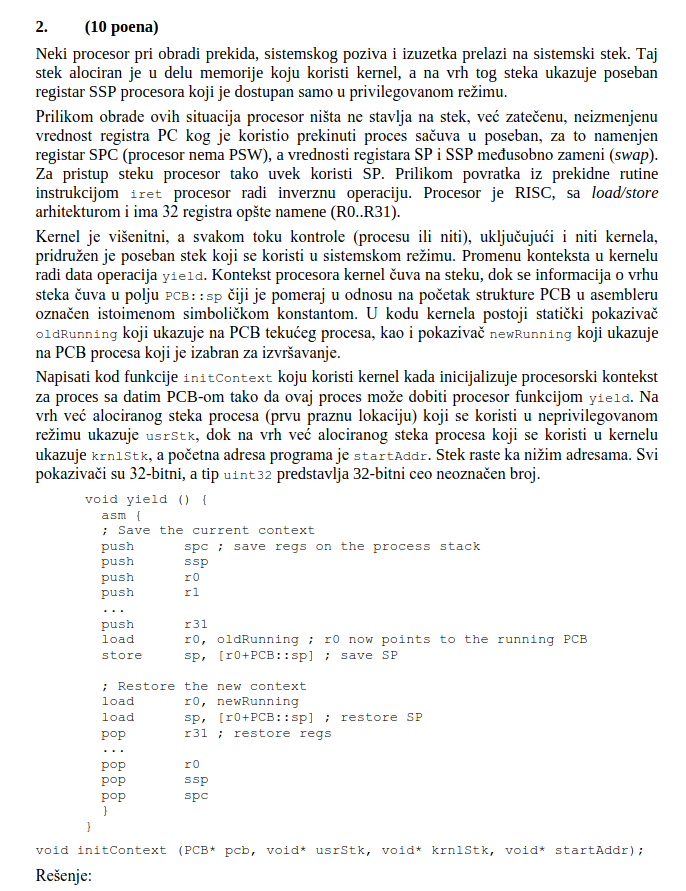 2. (10 poena)
Neki procesor pri obradi prekida, sistemskog poziva i izuzetka prelazi na sistemski stek. Taj
stek alociran je u delu memorije koju koristi kernel, a na vrh tog steka ukazuje poseban
registar SSP procesora koji je dostupan samo u privilegovanom režimu.
Prilikom obrade ovih situacija procesor ništa ne stavlja na stek, već zatečenu, neizmenjenu
vrednost registra PC kog je koristio prekinuti proces sačuva u poseban, za to namenjen
registar SPC (procesor nema PSW), a vrednosti registara SP i SSP međusobno zameni (swap).
Za pristup steku procesor tako uvek koristi SP. Prilikom povratka iz prekidne rutine
instrukcijom iret procesor radi inverznu operaciju. Procesor je RISC, sa load/store
arhitekturom i ima 32 registra opšte namene (R0..R31).
Kernel je višenitni, a svakom toku kontrole (procesu ili niti), uključujući i niti kernela,
pridružen je poseban stek koji se koristi u sistemskom režimu. Promenu konteksta u kernelu
radi data operacija yield. Kontekst procesora kernel čuva na steku, dok se informacija o vrhu
steka čuva u polju PCB::sp čiji je pomeraj u odnosu na početak strukture PCB u asembleru
označen istoimenom simboličkom konstantom. U kodu kernela postoji statički pokazivač
oldRunning koji ukazuje na PCB tekućeg procesa, kao i pokazivač newRunning koji ukazuje
na PCB procesa koji je izabran za izvršavanje.
Napisati kod funkcije initContext koju koristi kernel kada inicijalizuje procesorski kontekst
za proces sa datim PCB-om tako da ovaj proces može dobiti procesor funkcijom yield. Na
vrh već alociranog steka procesa (prvu praznu lokaciju) koji se koristi u neprivilegovanom
režimu ukazuje usrStk, dok na vrh već alociranog steka procesa koji se koristi u kernelu
ukazuje krnlStk, a početna adresa programa je startAddr. Stek raste ka nižim adresama. Svi
pokazivači su 32-bitni, a tip uint32 predstavlja 32-bitni ceo neoznačen broj.
void yield () {
asm {
; Save the current context
push spc ; save regs on the process stack
push ssp
push r0
push r1
...
push r31
load r0, oldRunning ; r0 now points to the running PCB
store sp, [r0+PCB::sp] ; save SP
; Restore the new context
load r0, newRunning
load sp, [r0+PCB::sp] ; restore SP
pop r31 ; restore regs
...
pop r0
pop ssp
pop spc
}
}
void initContext (PCB* pcb, void* usrStk, void* krnlStk, void* startAddr);
Rešenje: